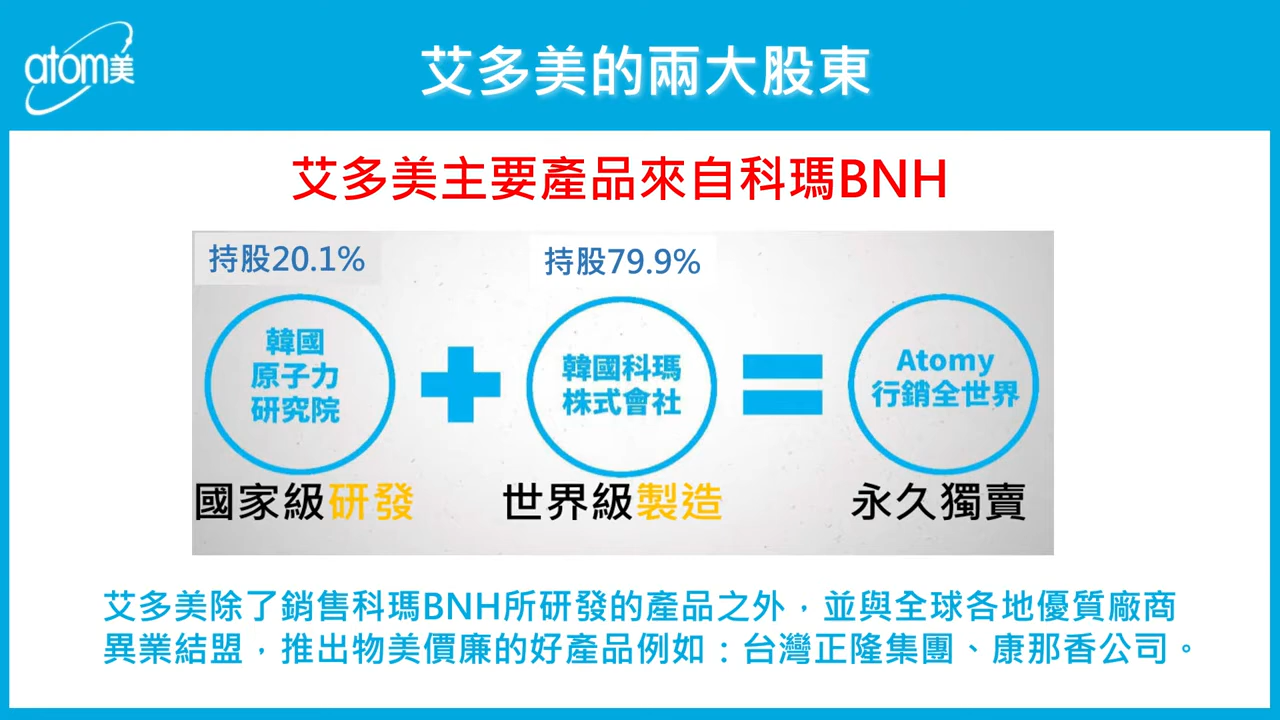 atom美
艾多美的兩大股東
艾多美主要產品來自科瑪BNH
持股20.1%
持股79.9%
韓國
原子力
研究院
韓國科瑪
株式會社
Atomy
行銷全世界
國家級研發
世界級製造
永久獨賣
艾多美除了銷售科瑪BNH所研發的產品之外，並與全球各地優質廠商
異業結盟，推出物美價廉的好產品例如：台灣正隆集團、康那香公司。